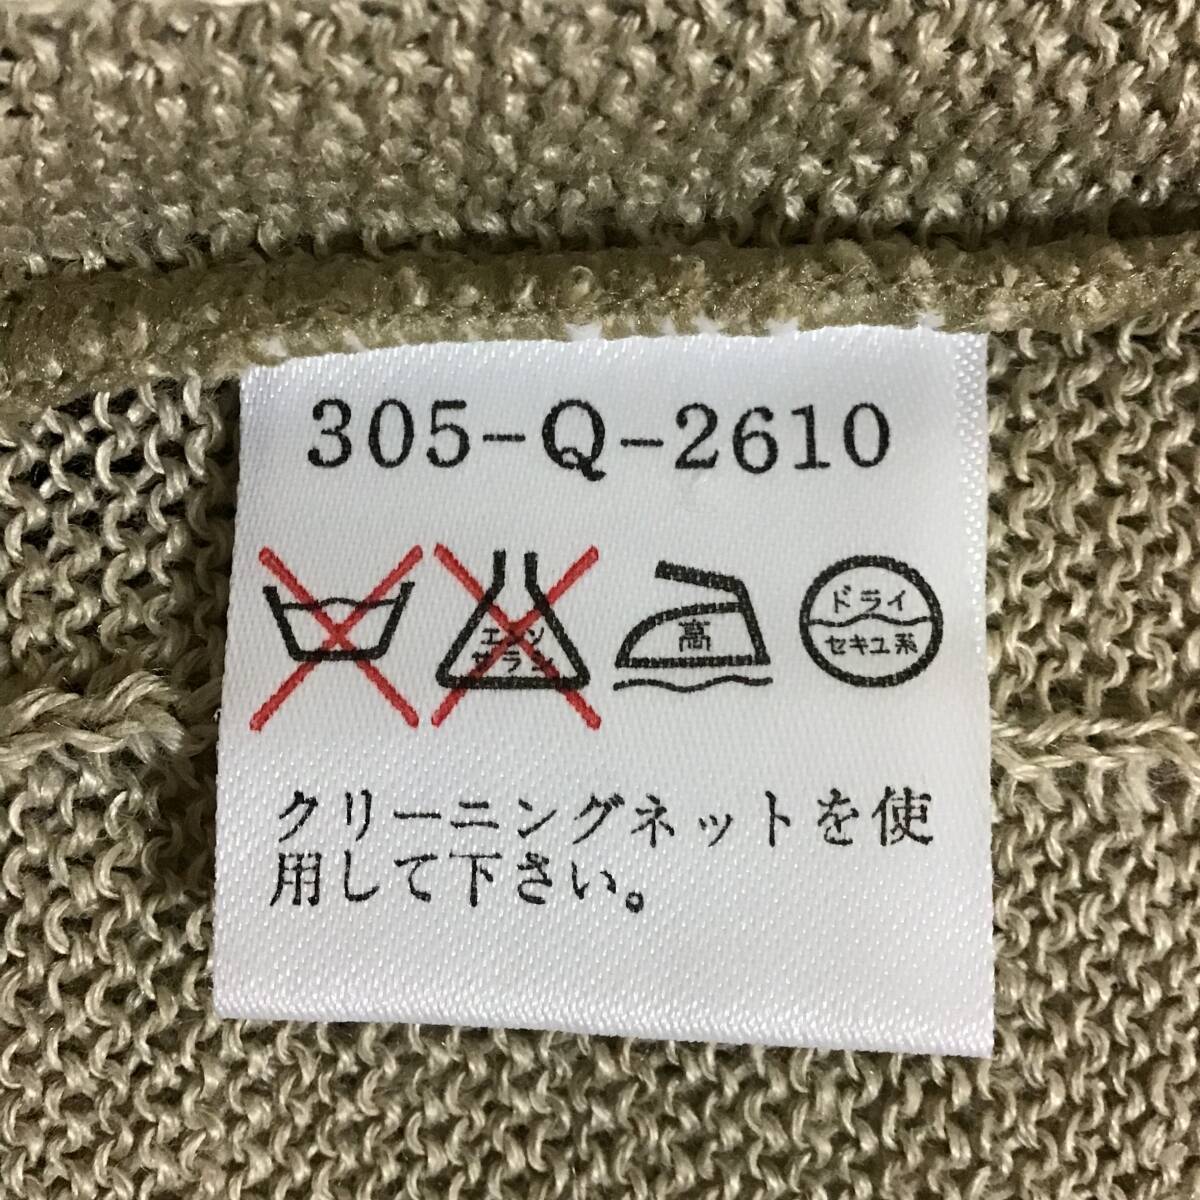 305-Q-2610
エンソ
サラシ
高
ドライ
セキユ系
クリーニングネットを使
用して下さい。